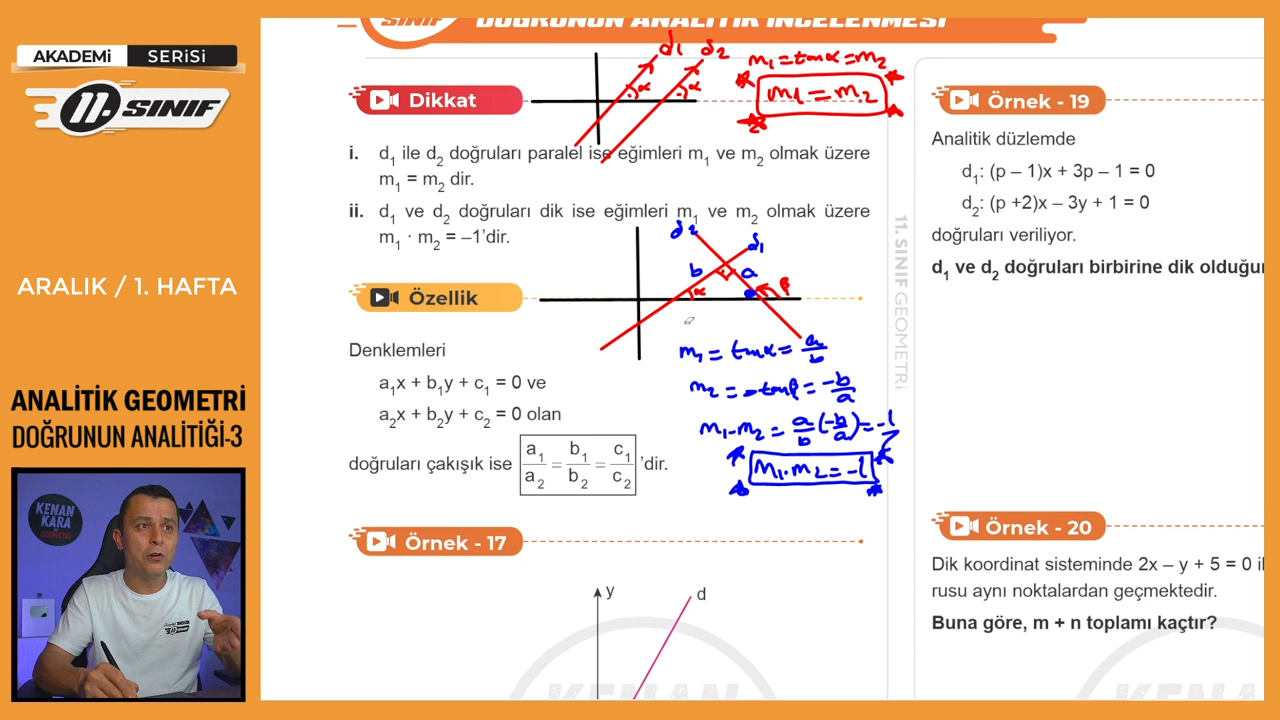 AKADEMİ SERİSİ
11. SINIF
ARALIK / 1. HAFTA
ANALİTİK GEOMETRİ
DOĞRUNUN ANALİTİĞİ-3
KENAN
KARA
SINIF
DOĞRUNUN ANALİTİK İNCELENMESİ
Dikkat
d1 d2
α α
m1 = tanα = m2
m1 = m2
i. d1 ile d2 doğruları paralel ise eğimleri m1 ve m2 olmak üzere
m1 = m2 dir.
ii. d1 ve d2 doğruları dik ise eğimleri m1 ve m2 olmak üzere
m1 · m2 = –1'dir.
d2 d1
b a
α β
Özellik
Denklemleri
a1x + b1y + c1 = 0 ve
a2x + b2y + c2 = 0 olan
doğruları çakışık ise a1/a2 = b1/b2 = c1/c2 'dir.
m1 = tanα = a/b
m2 = -tanβ = -b/a
m1·m2 = a/b (-b/a) = -1
m1·m2 = -1
Örnek - 17
y d
KENAN
11. SINIF GEOMETRİ
Örnek - 19
Analitik düzlemde
d1: (p – 1)x + 3p – 1 = 0
d2: (p +2)x – 3y + 1 = 0
doğruları veriliyor.
d1 ve d2 doğruları birbirine dik olduğu
Örnek - 20
Dik koordinat sisteminde 2x – y + 5 = 0
rusu aynı noktalardan geçmektedir.
Buna göre, m + n toplamı kaçtır?
KENAN